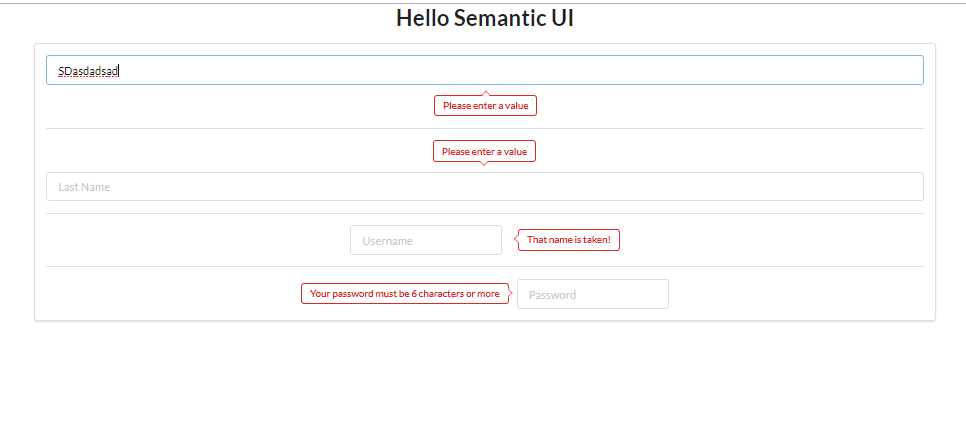 Hello Semantic UI
SDasdadsad
Please enter a value
Please enter a value
Last Name
Username
That name is taken!
Your password must be 6 characters or more
Password